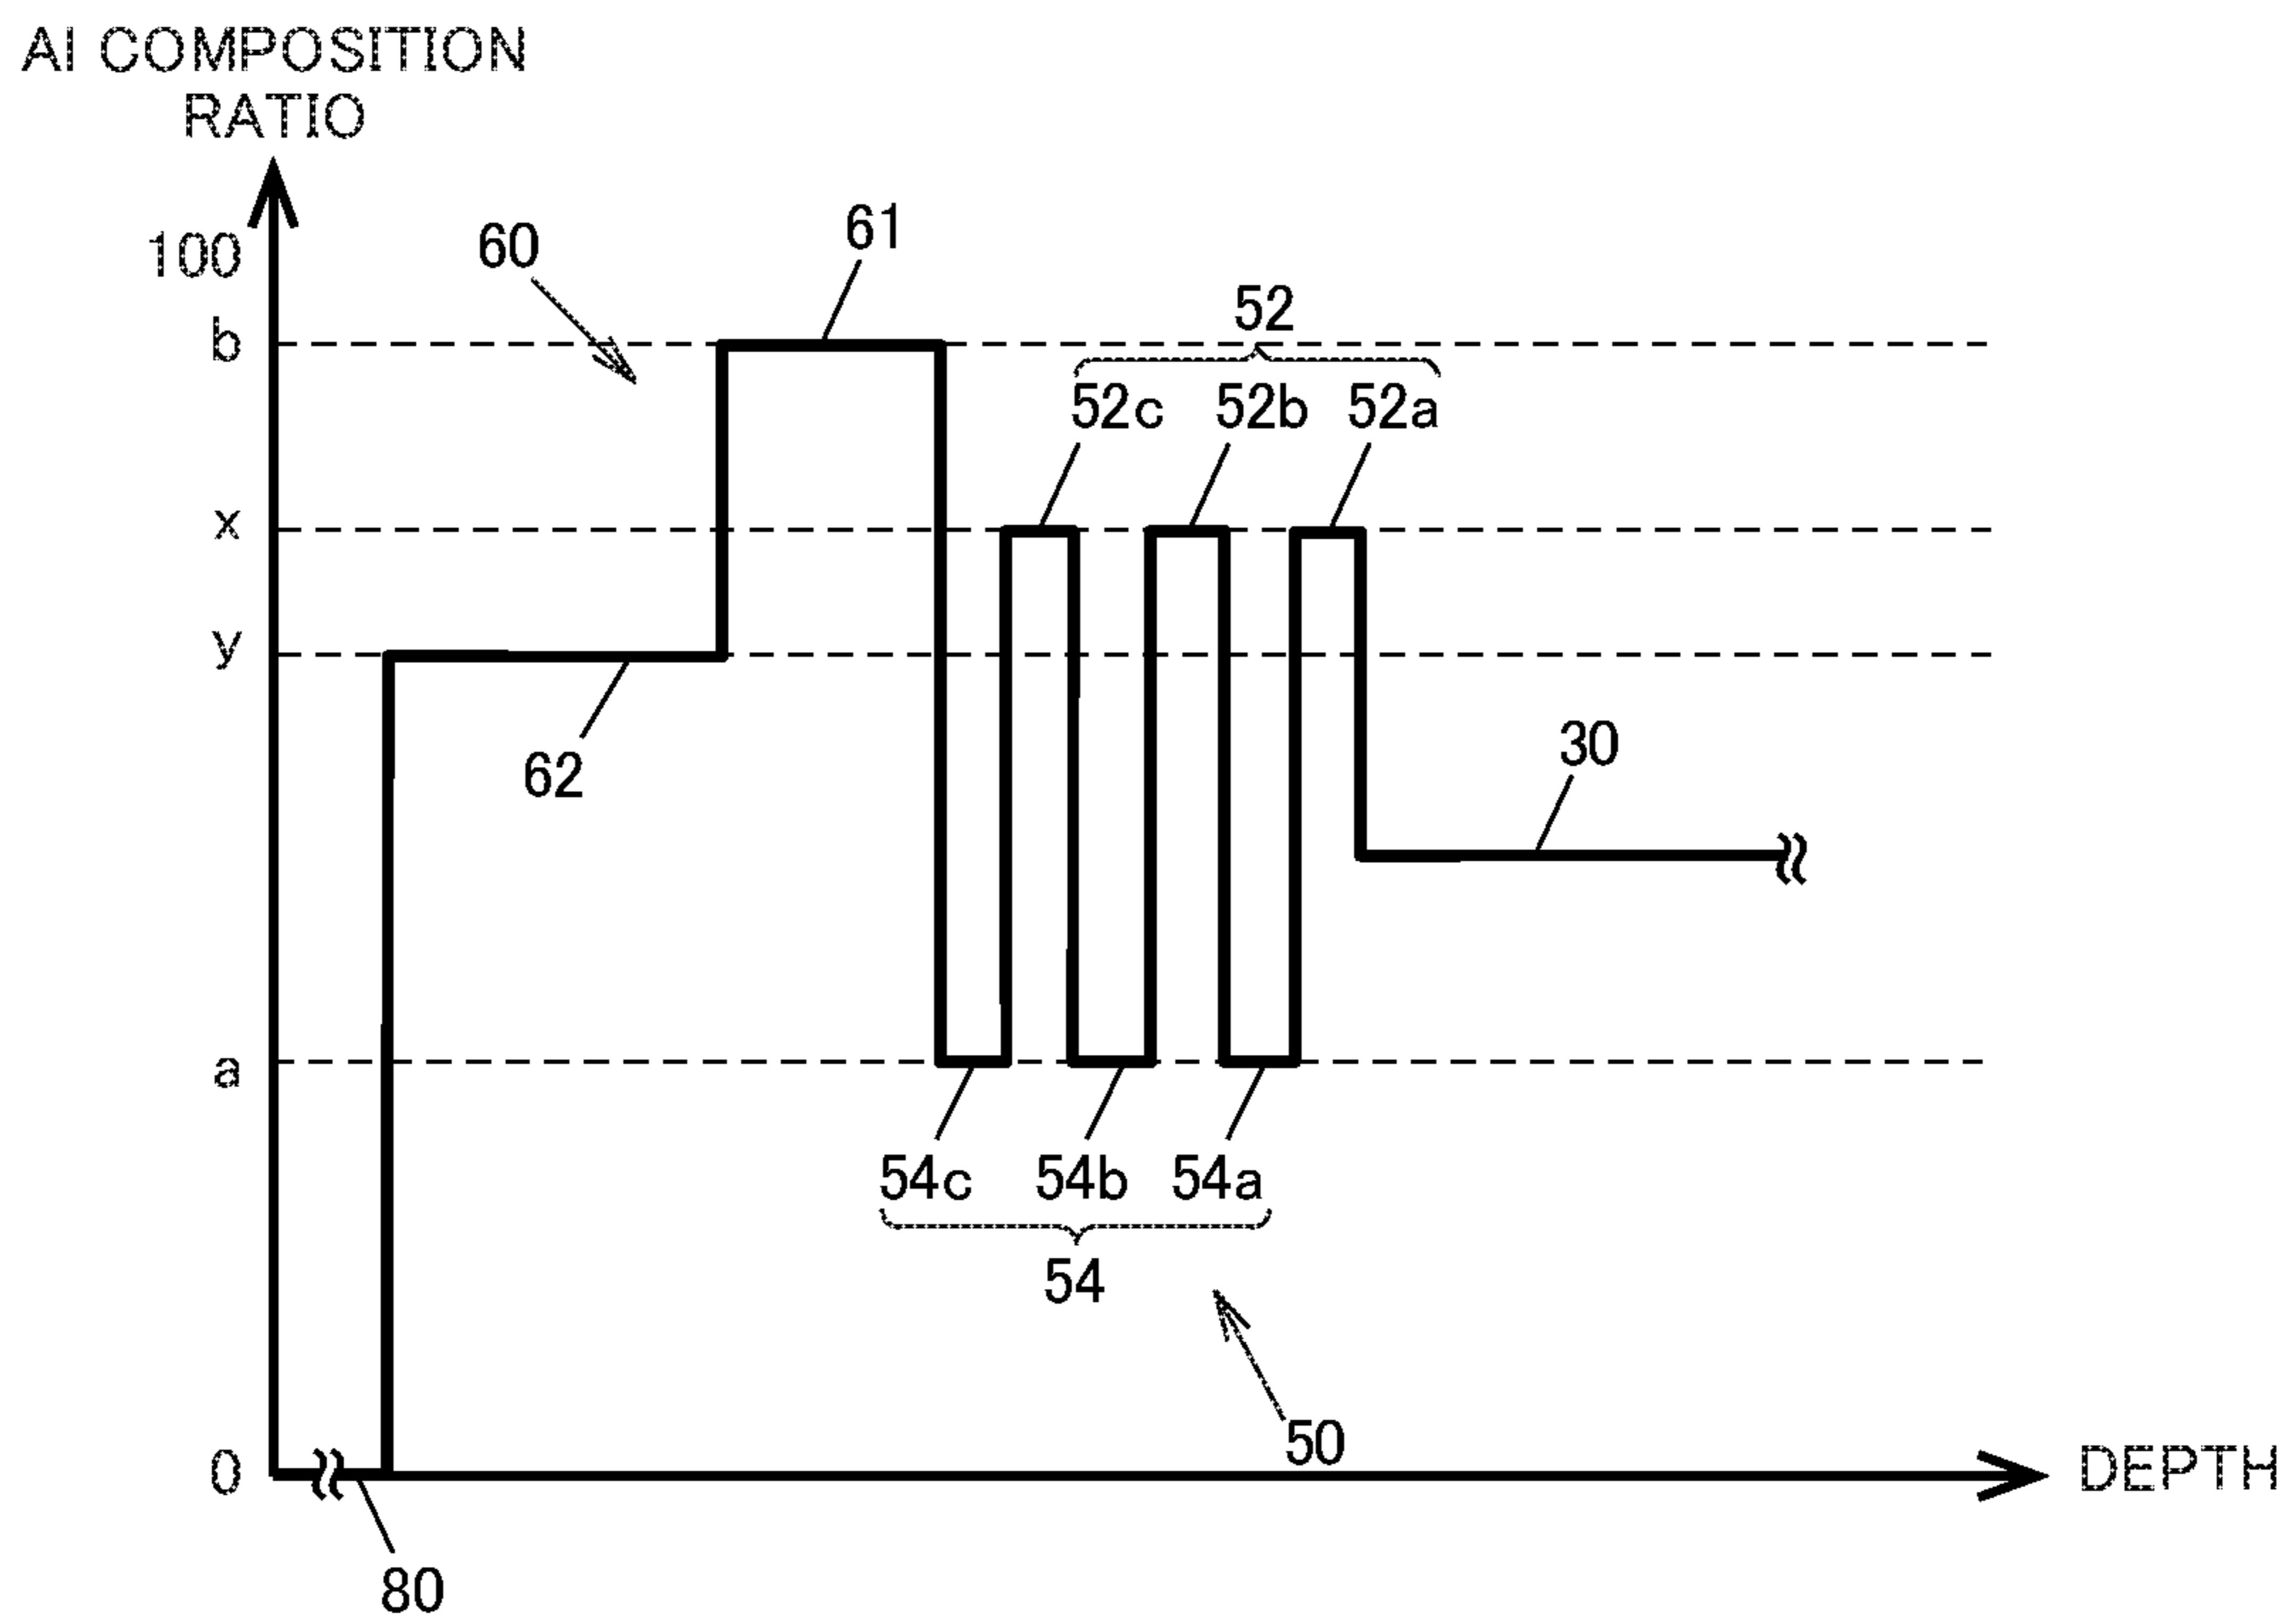 Al COMPOSITION
RATIO
100
60
61
b
52
52c 52b 52a
x
y
62
30
a
54c 54b 54a
54
50
0
DEPTH
80